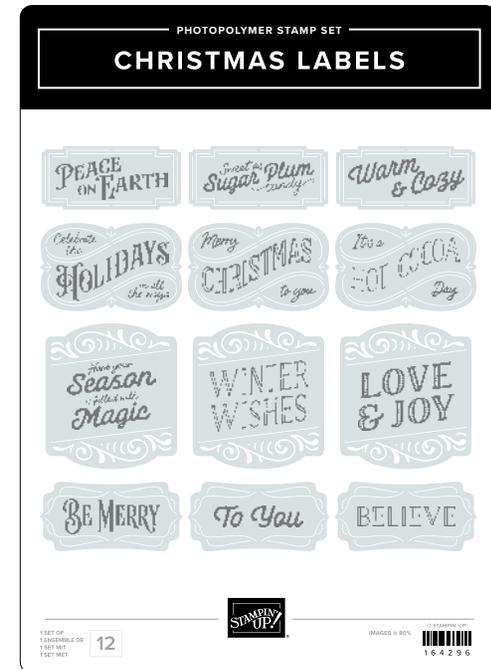 PHOTOPOLYMER STAMP SET
CHRISTMAS LABELS
PEACE
ON EARTH
Sweet as
Sugar Plum
candy
Warm
& Cozy
Celebrate
the
HOLIDAYS
in all
the magic
Merry
CHRISTMAS
to you
It's a
HOT COCOA
Day
Have your
Season
filled with
Magic
WINTER
WISHES
LOVE
& JOY
BE MERRY
To You
BELIEVE
STAMPIN'
UP!
1 SET OF
1 ENSEMBLE DE
1 SET MIT
1 SET MET
12
IMAGES @ 80%
© STAMPIN' UP!
164296